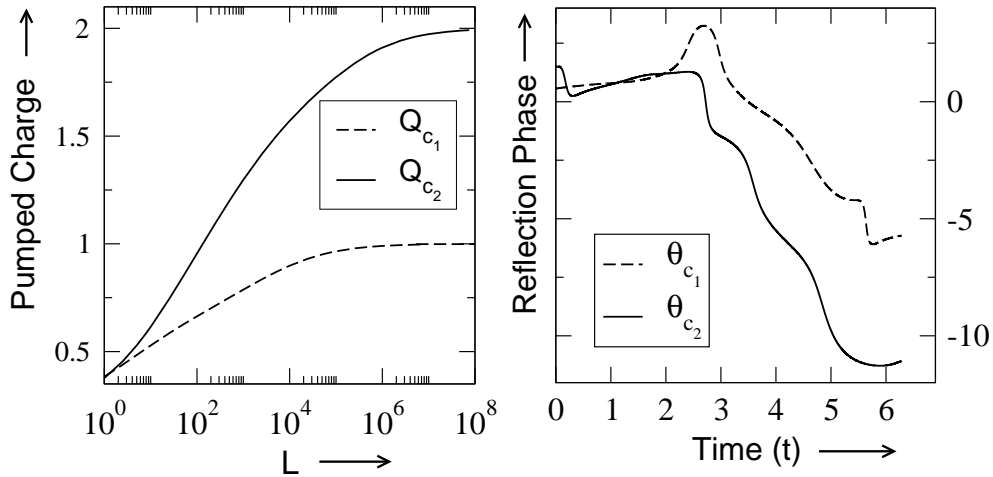 Pumped Charge
2
1.5
1
0.5
Q_{c_1}
Q_{c_2}
10^0 10^2 10^4 10^6 10^8
L
Reflection Phase
0
-5
-10
θ_{c_1}
θ_{c_2}
0 1 2 3 4 5 6
Time (t)